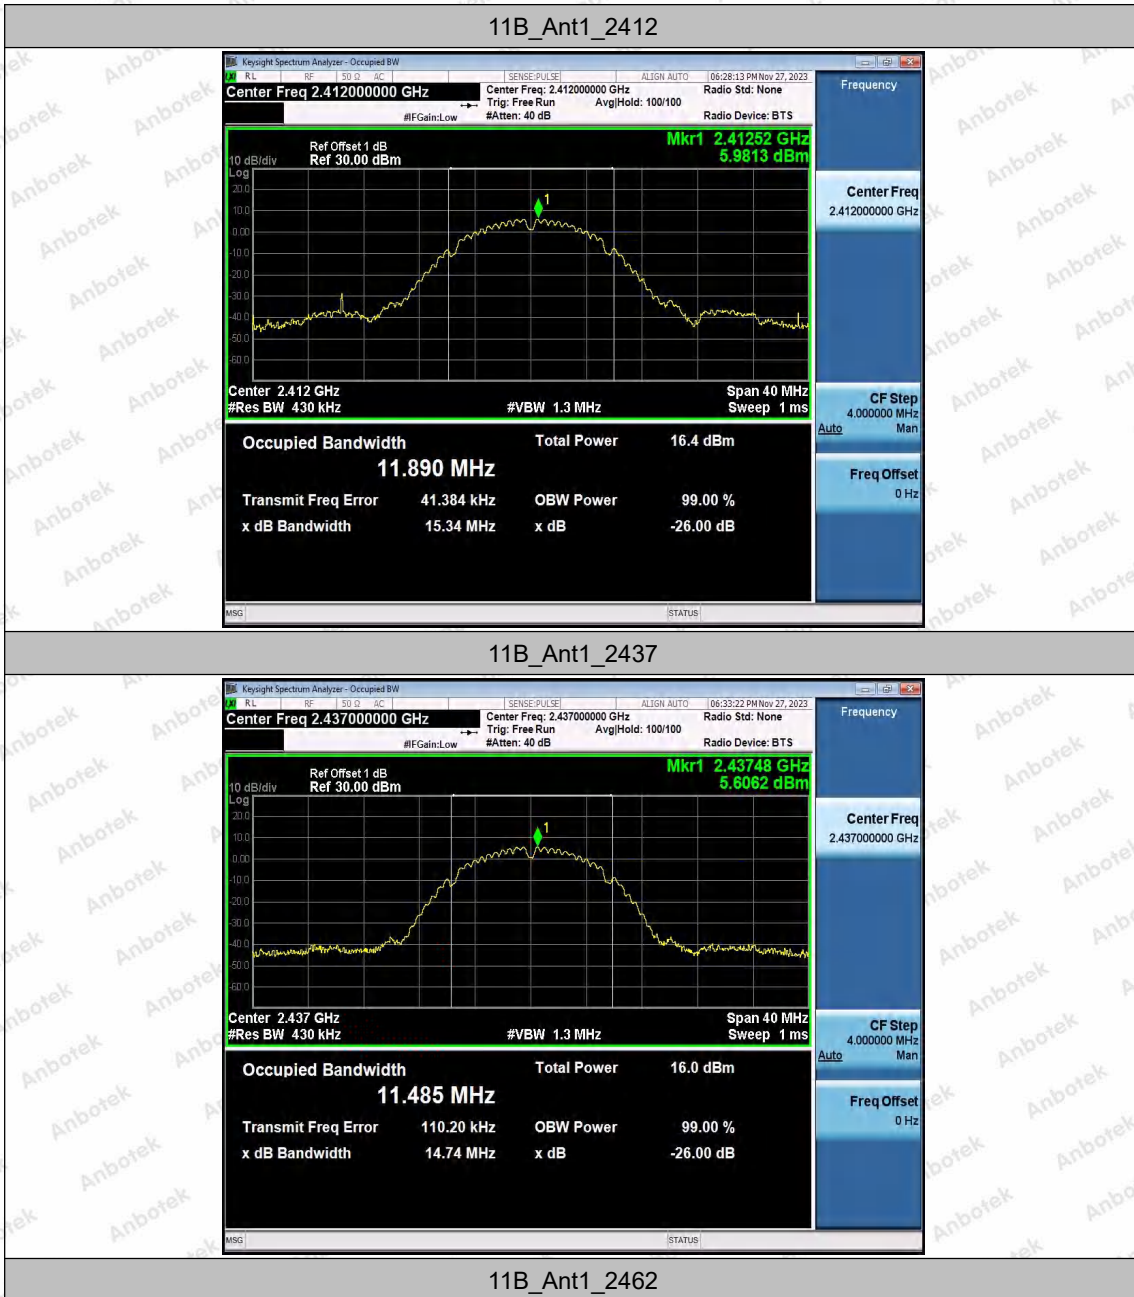 11B_Ant1_2412
Keysight Spectrum Analyzer - Occupied BW
RL RF 50 Ω AC SENSE:PULSE ALIGN AUTO 06:28:13 PM Nov 27, 2023
Center Freq 2.412000000 GHz
Center Freq: 2.412000000 GHz Radio Std: None
Trig: Free Run Avg|Hold: 100/100
#IFGain:Low #Atten: 40 dB Radio Device: BTS
Frequency
Mkr1 2.41252 GHz
5.9813 dBm
Ref Offset 1 dB
10 dB/div Ref 30.00 dBm
Log
20.0
10.0
0.00
-10.0
-20.0
-30.0
-40.0
-50.0
-60.0
1
Center 2.412 GHz Span 40 MHz
#Res BW 430 kHz #VBW 1.3 MHz Sweep 1 ms
Center Freq
2.412000000 GHz
CF Step
4.000000 MHz
Auto Man
Freq Offset
0 Hz
Occupied Bandwidth Total Power 16.4 dBm
11.890 MHz
Transmit Freq Error 41.384 kHz OBW Power 99.00 %
x dB Bandwidth 15.34 MHz x dB -26.00 dB
MSG STATUS
11B_Ant1_2437
Keysight Spectrum Analyzer - Occupied BW
RL RF 50 Ω AC SENSE:PULSE ALIGN AUTO 06:33:22 PM Nov 27, 2023
Center Freq 2.437000000 GHz
Center Freq: 2.437000000 GHz Radio Std: None
Trig: Free Run Avg|Hold: 100/100
#IFGain:Low #Atten: 40 dB Radio Device: BTS
Frequency
Mkr1 2.43748 GHz
5.6062 dBm
Ref Offset 1 dB
10 dB/div Ref 30.00 dBm
Log
20.0
10.0
0.00
-10.0
-20.0
-30.0
-40.0
-50.0
-60.0
1
Center 2.437 GHz Span 40 MHz
#Res BW 430 kHz #VBW 1.3 MHz Sweep 1 ms
Center Freq
2.437000000 GHz
CF Step
4.000000 MHz
Auto Man
Freq Offset
0 Hz
Occupied Bandwidth Total Power 16.0 dBm
11.485 MHz
Transmit Freq Error 110.20 kHz OBW Power 99.00 %
x dB Bandwidth 14.74 MHz x dB -26.00 dB
MSG STATUS
11B_Ant1_2462